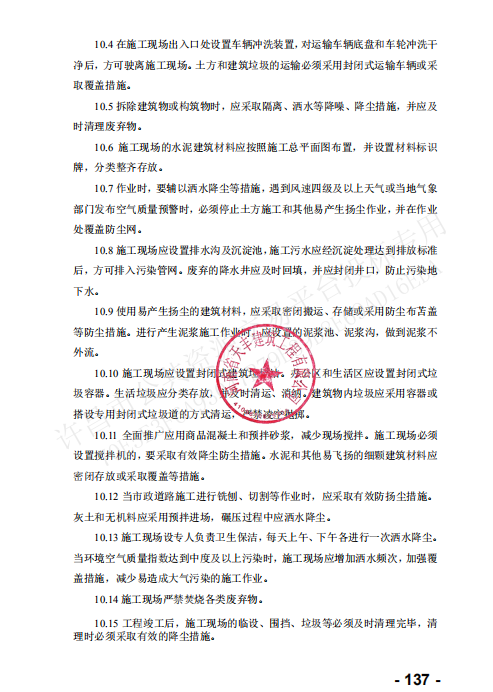 10.4 在施工现场出入口处设置车辆冲洗装置，对运输车辆底盘和车轮冲洗干
净后，方可驶离施工现场。土方和建筑垃圾的运输必须采用封闭式运输车辆或采
取覆盖措施。
10.5 拆除建筑物或构筑物时，应采取隔离、洒水等降噪、降尘措施，并应及
时清理废弃物。
10.6 施工现场的水泥建筑材料应按照施工总平面图布置，并设置材料标识
牌，分类整齐存放。
10.7 作业时，要辅以洒水降尘等措施，遇到风速四级及以上天气或当地气象
部门发布空气质量预警时，必须停止土方施工和其他易产生扬尘作业，并在作业
处覆盖防尘网。
10.8 施工现场应设置排水沟及沉淀池，施工污水应经沉淀处理达到排放标准
后，方可排入污染管网。废弃的降水井应及时回填，并应封闭井口，防止污染地
下水。
10.9 使用易产生扬尘的建筑材料，应采取密闭搬运、存储或采用防尘布苫盖
等防尘措施。进行产生泥浆施工作业时，应设置的泥浆池、泥浆沟，做到泥浆不
外流。
10.10 施工现场应设置封闭式建筑垃圾站。办公区和生活区应设置封闭式垃
圾容器。生活垃圾应分类存放，并及时清运、消纳。建筑物内垃圾应采用容器或
搭设专用封闭式垃圾道的方式清运，严禁凌空抛掷。
10.11 全面推广应用商品混凝土和预拌砂浆，减少现场搅拌。施工现场必须
设置搅拌机的，要采取有效降尘防尘措施。水泥和其他易飞扬的细颗建筑材料应
密闭存放或采取覆盖等措施。
10.12 当市政道路施工进行铣刨、切割等作业时，应采取有效防扬尘措施。
灰土和无机料应采用预拌进场，碾压过程中应洒水降尘。
10.13 施工现场设专人负责卫生保洁，每天上午、下午各进行一次洒水降尘。
当环境空气质量指数达到中度及以上污染时，施工现场应增加洒水频次，加强覆
盖措施，减少易造成大气污染的施工作业。
10.14 施工现场严禁焚烧各类废弃物。
10.15 工程竣工后，施工现场的临设、围挡、垃圾等必须及时清理完毕，清
理时必须采取有效的降尘措施。
- 137 -